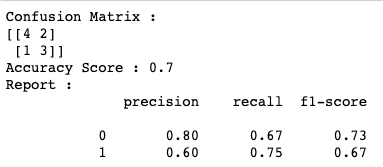 Confusion Matrix :
[[4 2]
 [1 3]]
Accuracy Score : 0.7
Report :
              precision    recall  f1-score

           0       0.80      0.67      0.73
           1       0.60      0.75      0.67